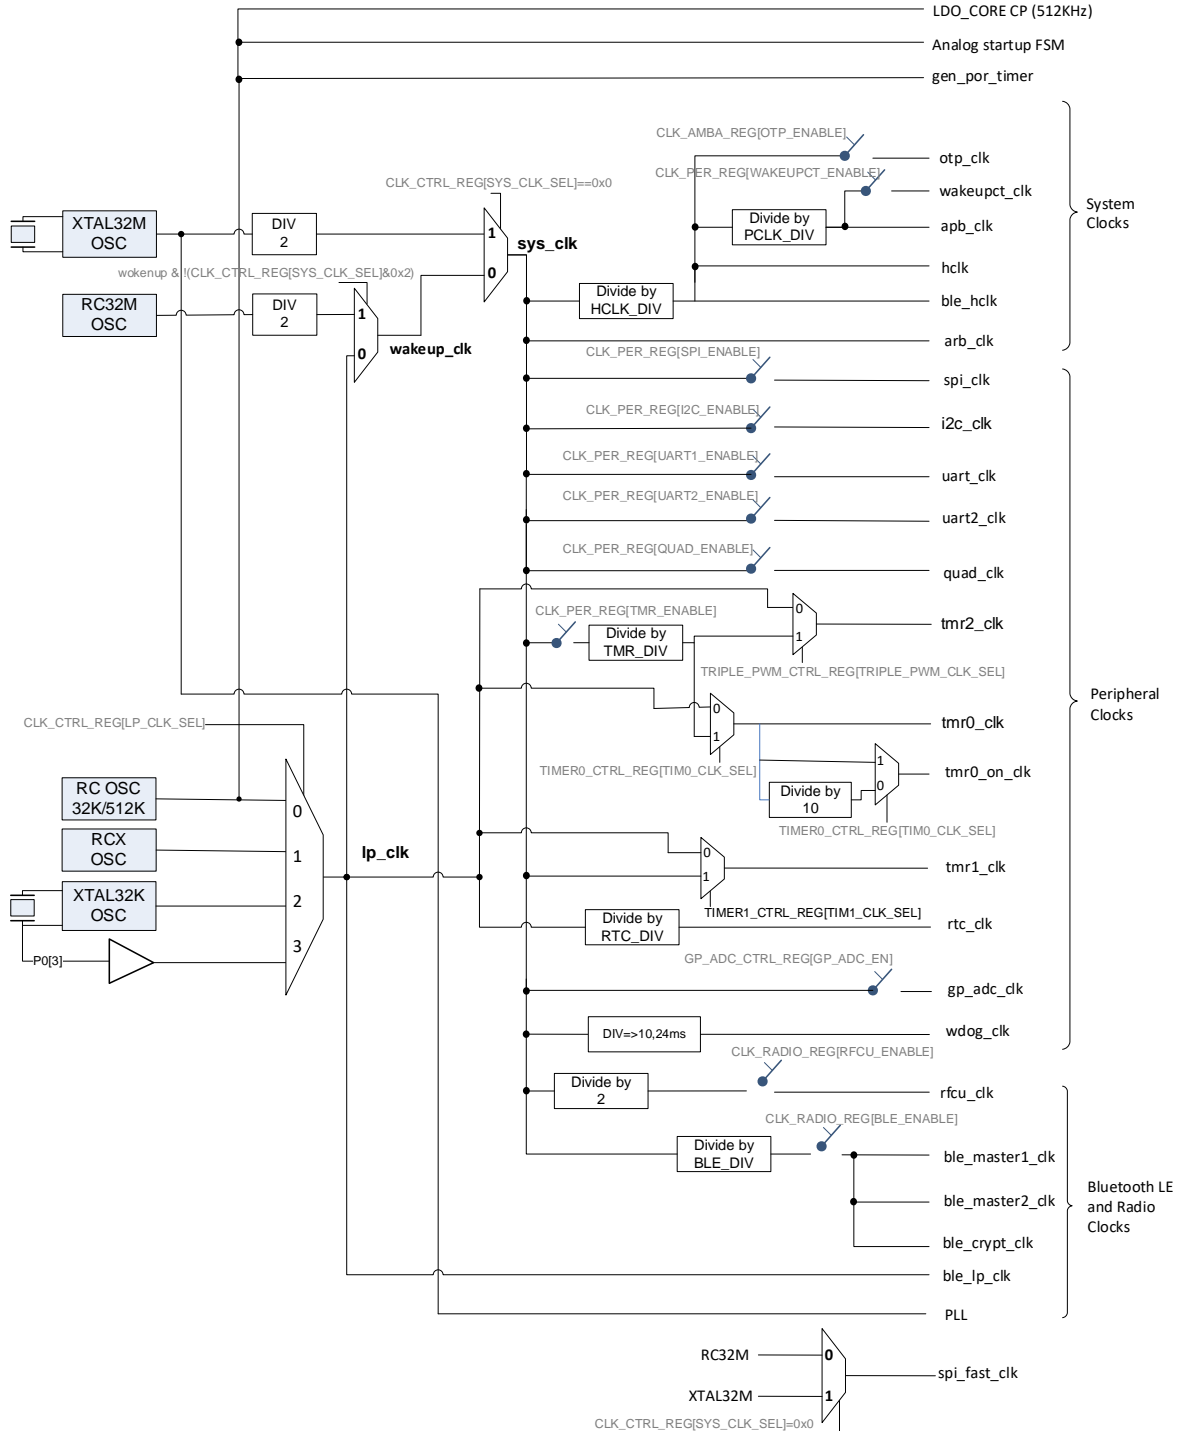 LDO_CORE CP (512KHz)
Analog startup FSM
gen_por_timer
CLK_AMBA_REG[OTP_ENABLE]
otp_clk
CLK_PER_REG[WAKEUPCT_ENABLE]
wakeupct_clk
CLK_CTRL_REG[SYS_CLK_SEL]==0x0
System
Clocks
XTAL32M
OSC
DIV
2
1
sys_clk
Divide by
PCLK_DIV
apb_clk
wokenup & !(CLK_CTRL_REG[SYS_CLK_SEL]&0x2)
0
hclk
RC32M
OSC
DIV
2
1
Divide by
HCLK_DIV
ble_hclk
0
wakeup_clk
arb_clk
CLK_PER_REG[SPI_ENABLE]
spi_clk
CLK_PER_REG[I2C_ENABLE]
i2c_clk
CLK_PER_REG[UART1_ENABLE]
uart_clk
CLK_PER_REG[UART2_ENABLE]
uart2_clk
CLK_PER_REG[QUAD_ENABLE]
quad_clk
CLK_PER_REG[TMR_ENABLE]
0
tmr2_clk
Divide by
TMR_DIV
1
TRIPLE_PWM_CTRL_REG[TRIPLE_PWM_CLK_SEL]
Peripheral
Clocks
CLK_CTRL_REG[LP_CLK_SEL]
0
tmr0_clk
1
TIMER0_CTRL_REG[TIM0_CLK_SEL]
1
tmr0_on_clk
0
Divide by
10
TIMER0_CTRL_REG[TIM0_CLK_SEL]
RC OSC
32K/512K
0
RCX
OSC
1
lp_clk
0
tmr1_clk
1
XTAL32K
OSC
2
TIMER1_CTRL_REG[TIM1_CLK_SEL]
Divide by
RTC_DIV
rtc_clk
3
P0[3]
GP_ADC_CTRL_REG[GP_ADC_EN]
gp_adc_clk
DIV=>10,24ms
wdog_clk
CLK_RADIO_REG[RFCU_ENABLE]
Divide by
2
rfcu_clk
CLK_RADIO_REG[BLE_ENABLE]
Divide by
BLE_DIV
ble_master1_clk
Bluetooth LE
and Radio
Clocks
ble_master2_clk
ble_crypt_clk
ble_lp_clk
PLL
RC32M
0
spi_fast_clk
XTAL32M
1
CLK_CTRL_REG[SYS_CLK_SEL]=0x0